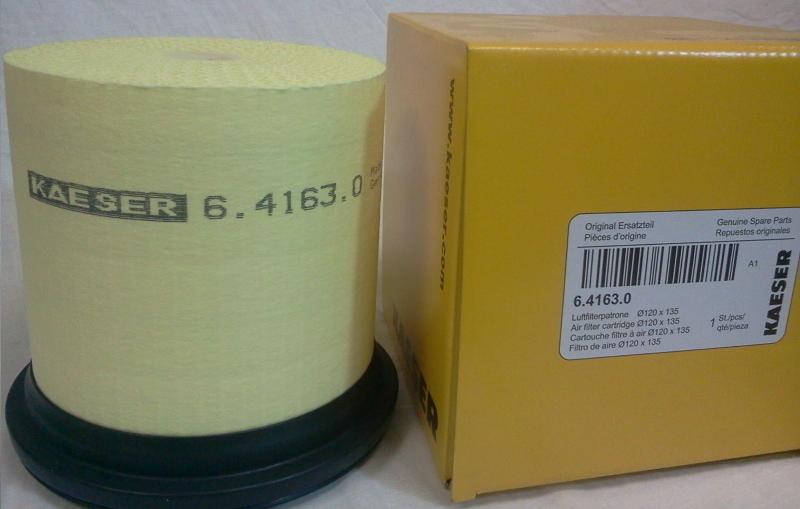 KAESER 6.4163.0
www.kaeser.com
Original Ersatzteil
Pièces d'origine
Genuine Spare Parts
Repuestos originales
A1
6.4163.0
Luftfilterpatrone Ø120 x 135
Air filter cartridge Ø120 x 135
Cartouche filtre à air Ø120 x 135
Filtro de aire Ø120 x 135
1 St./pcs/
qté/pieza
KAESER